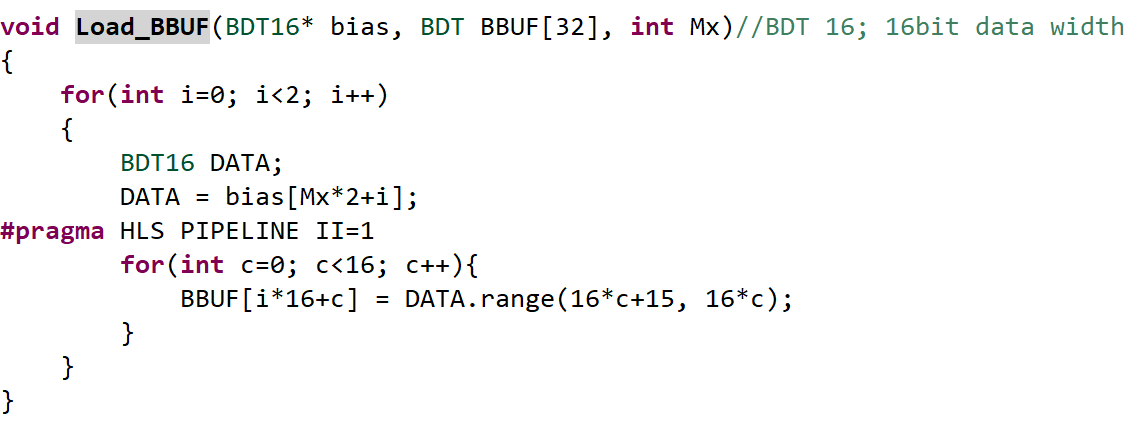 void Load_BBUF(BDT16* bias, BDT BBUF[32], int Mx)//BDT 16; 16bit data width
{
    for(int i=0; i<2; i++)
    {
        BDT16 DATA;
        DATA = bias[Mx*2+i];
#pragma HLS PIPELINE II=1
        for(int c=0; c<16; c++){
            BBUF[i*16+c] = DATA.range(16*c+15, 16*c);
        }
    }
}